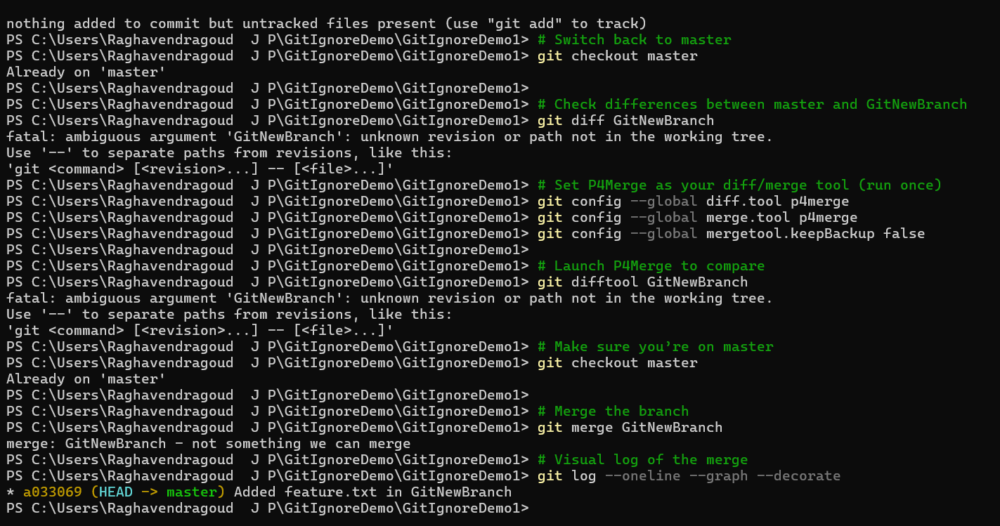 nothing added to commit but untracked files present (use "git add" to track)
PS C:\Users\Raghavendragoud  J P\GitIgnoreDemo\GitIgnoreDemo1> # Switch back to master
PS C:\Users\Raghavendragoud  J P\GitIgnoreDemo\GitIgnoreDemo1> git checkout master
Already on 'master'
PS C:\Users\Raghavendragoud  J P\GitIgnoreDemo\GitIgnoreDemo1>
PS C:\Users\Raghavendragoud  J P\GitIgnoreDemo\GitIgnoreDemo1> # Check differences between master and GitNewBranch
PS C:\Users\Raghavendragoud  J P\GitIgnoreDemo\GitIgnoreDemo1> git diff GitNewBranch
fatal: ambiguous argument 'GitNewBranch': unknown revision or path not in the working tree.
Use '--' to separate paths from revisions, like this:
'git <command> [<revision>...] -- [<file>...]'
PS C:\Users\Raghavendragoud  J P\GitIgnoreDemo\GitIgnoreDemo1> # Set P4Merge as your diff/merge tool (run once)
PS C:\Users\Raghavendragoud  J P\GitIgnoreDemo\GitIgnoreDemo1> git config --global diff.tool p4merge
PS C:\Users\Raghavendragoud  J P\GitIgnoreDemo\GitIgnoreDemo1> git config --global merge.tool p4merge
PS C:\Users\Raghavendragoud  J P\GitIgnoreDemo\GitIgnoreDemo1> git config --global mergetool.keepBackup false
PS C:\Users\Raghavendragoud  J P\GitIgnoreDemo\GitIgnoreDemo1>
PS C:\Users\Raghavendragoud  J P\GitIgnoreDemo\GitIgnoreDemo1> # Launch P4Merge to compare
PS C:\Users\Raghavendragoud  J P\GitIgnoreDemo\GitIgnoreDemo1> git difftool GitNewBranch
fatal: ambiguous argument 'GitNewBranch': unknown revision or path not in the working tree.
Use '--' to separate paths from revisions, like this:
'git <command> [<revision>...] -- [<file>...]'
PS C:\Users\Raghavendragoud  J P\GitIgnoreDemo\GitIgnoreDemo1> # Make sure you’re on master
PS C:\Users\Raghavendragoud  J P\GitIgnoreDemo\GitIgnoreDemo1> git checkout master
Already on 'master'
PS C:\Users\Raghavendragoud  J P\GitIgnoreDemo\GitIgnoreDemo1>
PS C:\Users\Raghavendragoud  J P\GitIgnoreDemo\GitIgnoreDemo1> # Merge the branch
PS C:\Users\Raghavendragoud  J P\GitIgnoreDemo\GitIgnoreDemo1> git merge GitNewBranch
merge: GitNewBranch - not something we can merge
PS C:\Users\Raghavendragoud  J P\GitIgnoreDemo\GitIgnoreDemo1> # Visual log of the merge
PS C:\Users\Raghavendragoud  J P\GitIgnoreDemo\GitIgnoreDemo1> git log --oneline --graph --decorate
* a033069 (HEAD -> master) Added feature.txt in GitNewBranch
PS C:\Users\Raghavendragoud  J P\GitIgnoreDemo\GitIgnoreDemo1>